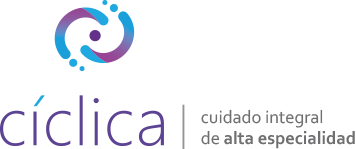 cíclica
cuidado integral
de alta especialidad